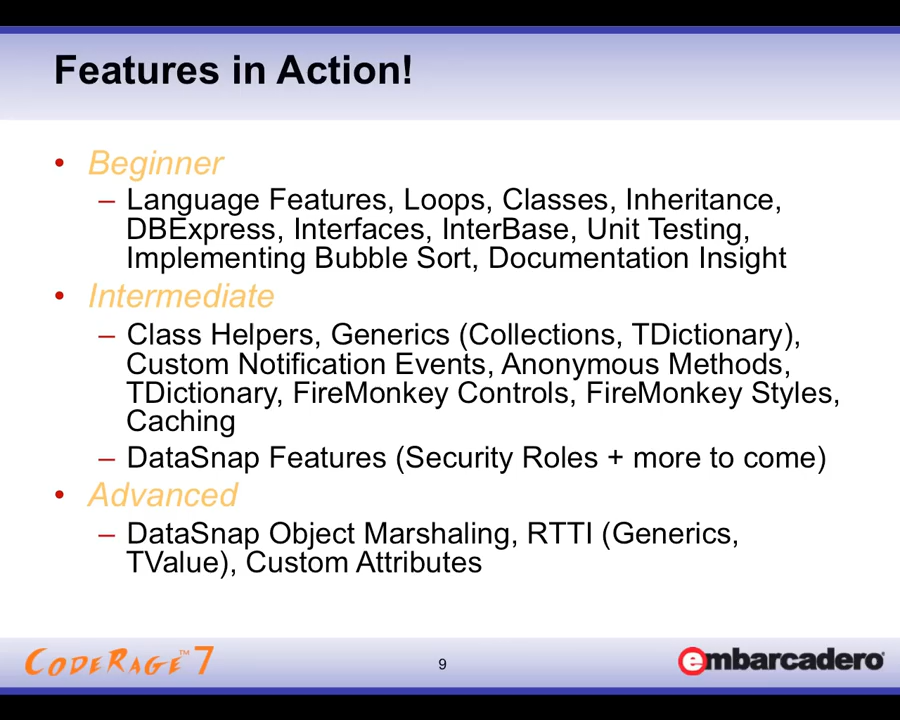 Features in Action!
• Beginner
– Language Features, Loops, Classes, Inheritance,
DBExpress, Interfaces, InterBase, Unit Testing,
Implementing Bubble Sort, Documentation Insight
• Intermediate
– Class Helpers, Generics (Collections, TDictionary),
Custom Notification Events, Anonymous Methods,
TDictionary, FireMonkey Controls, FireMonkey Styles,
Caching
– DataSnap Features (Security Roles + more to come)
• Advanced
– DataSnap Object Marshaling, RTTI (Generics,
TValue), Custom Attributes
CODERAGE™ 7
9
embarcadero®